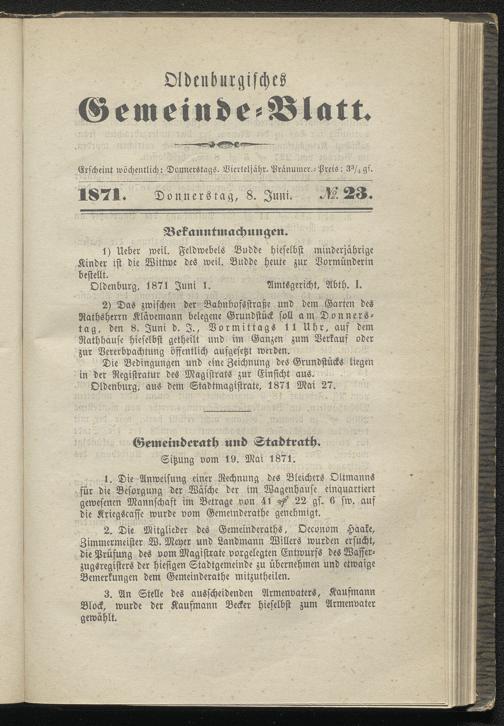 Oldenburgisches
Gemeinde-Blatt.
Erscheint wöchentlich: Donnerstags. Vierteljähr. Pränumer.-Preis: 3¾ gs.
1871. Donnerstag, 8. Juni. № 23.
Bekanntmachungen.
1) Ueber weil. Feldwebels Budde hieselbst minderjährige
Kinder ist die Wittwe des weil. Budde heute zur Vormünderin
bestellt.
Oldenburg, 1871 Juni 1. Amtsgericht, Abth. I.
2) Das zwischen der Bahnhofsstraße und dem Garten des
Rathsherrn Klävemann belegene Grundstück soll am Donners-
tag, den 8. Juni d. J., Vormittags 11 Uhr, auf dem
Rathhause hieselbst getheilt und im Ganzen zum Verkauf oder
zur Vererbpachtung öffentlich aufgesetzt werden.
Die Bedingungen und eine Zeichnung des Grundstücks liegen
in der Registratur des Magistrats zur Einsicht aus.
Oldenburg, aus dem Stadtmagistrate, 1871 Mai 27.
Gemeinderath und Stadtrath.
Sitzung vom 19. Mai 1871.
1. Die Anweisung einer Rechnung des Bleichers Oltmanns
für die Besorgung der Wäsche der im Wagenhause einquartiert
gewesenen Mannschaft im Betrage von 41 22 gs. 6 sw. auf
die Kriegscasse wurde vom Gemeinderathe genehmigt.
2. Die Mitglieder des Gemeinderaths, Oeconom Haake,
Zimmermeister W. Meyer und Landmann Willers wurden ersucht,
die Prüfung des vom Magistrate vorgelegten Entwurfs des Wasser-
zugsregisters der hiesigen Stadtgemeinde zu übernehmen und etwaige
Bemerkungen dem Gemeinderathe mitzutheilen.
3. An Stelle des ausscheidenden Armenvaters, Kaufmann
Block, wurde der Kaufmann Becker hieselbst zum Armenvater
gewählt.